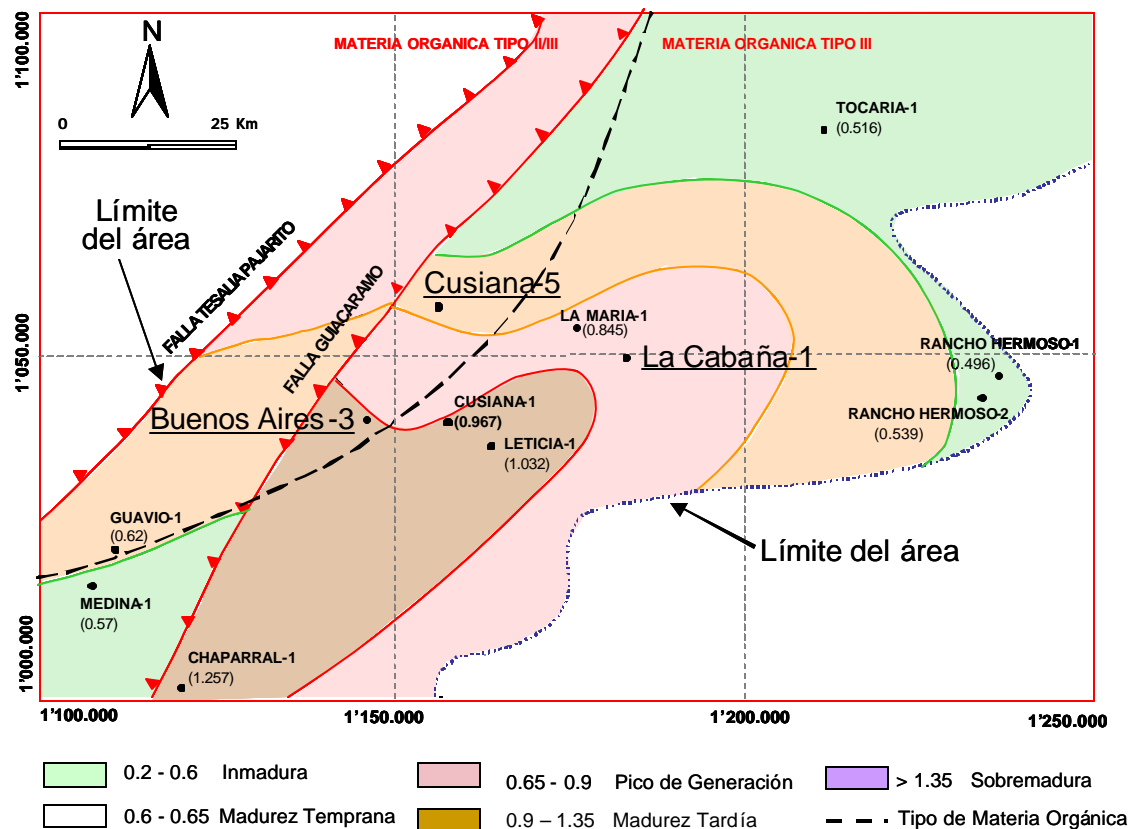 1'100.000
N
MATERIA ORGANICA TIPO II/III
MATERIA ORGANICA TIPO III
0 25 Km
TOCARIA-1
(0.516)
Límite
del área
FALLA TESALIA PAJARITO
FALLA GUIACARAMO
Cusiana-5
LA MARIA-1
(0.845)
1'050.000
La Cabaña-1
RANCHO HERMOSO-1
(0.496)
Buenos Aires-3
CUSIANA-1
(0.967)
LETICIA-1
(1.032)
RANCHO HERMOSO-2
(0.539)
GUAVIO-1
(0.62)
Límite del área
MEDINA-1
(0.57)
CHAPARRAL-1
(1.257)
1'000.000
1'100.000
1'150.000
1'200.000
1'250.000
0.2 - 0.6 Inmadura
0.65 - 0.9 Pico de Generación
> 1.35 Sobremadura
0.6 - 0.65 Madurez Temprana
0.9 – 1.35 Madurez Tardía
Tipo de Materia Orgánica